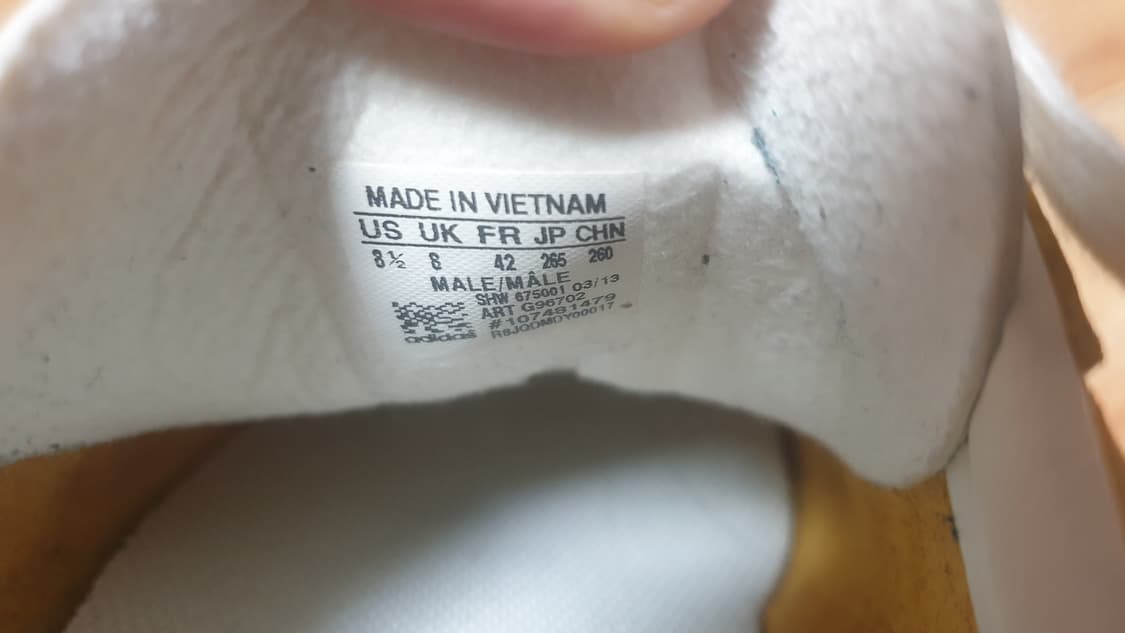 MADE IN VIETNAM
US UK FR JP CHN
8½ 8 42 265 260
MALE/MÂLE
SHW 675001 03/13
ART G96702
#107481479
adidas